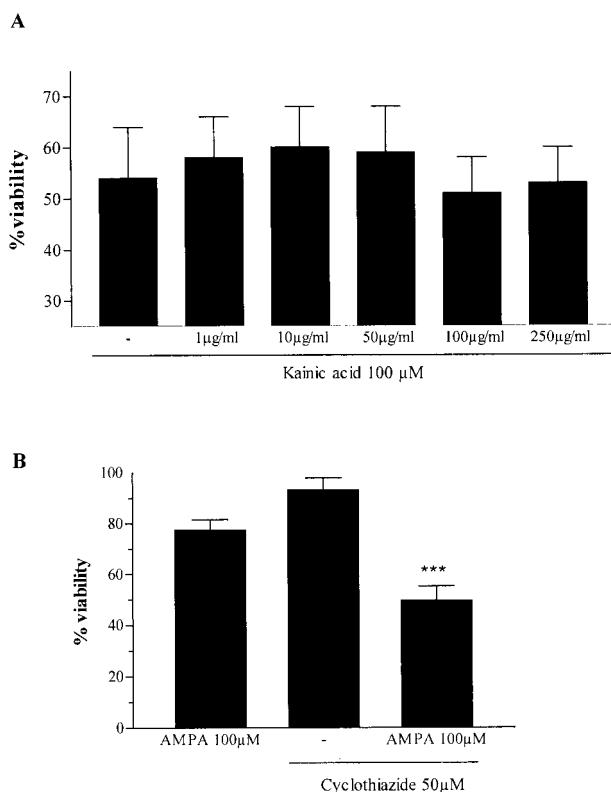 A
70
60
50
40
30
%viability
- 1µg/ml 10µg/ml 50µg/ml 100µg/ml 250µg/ml
Kainic acid 100 µM
B
100
80
60
40
20
0
% viability
***
AMPA 100µM - AMPA 100µM
Cyclothiazide 50µM